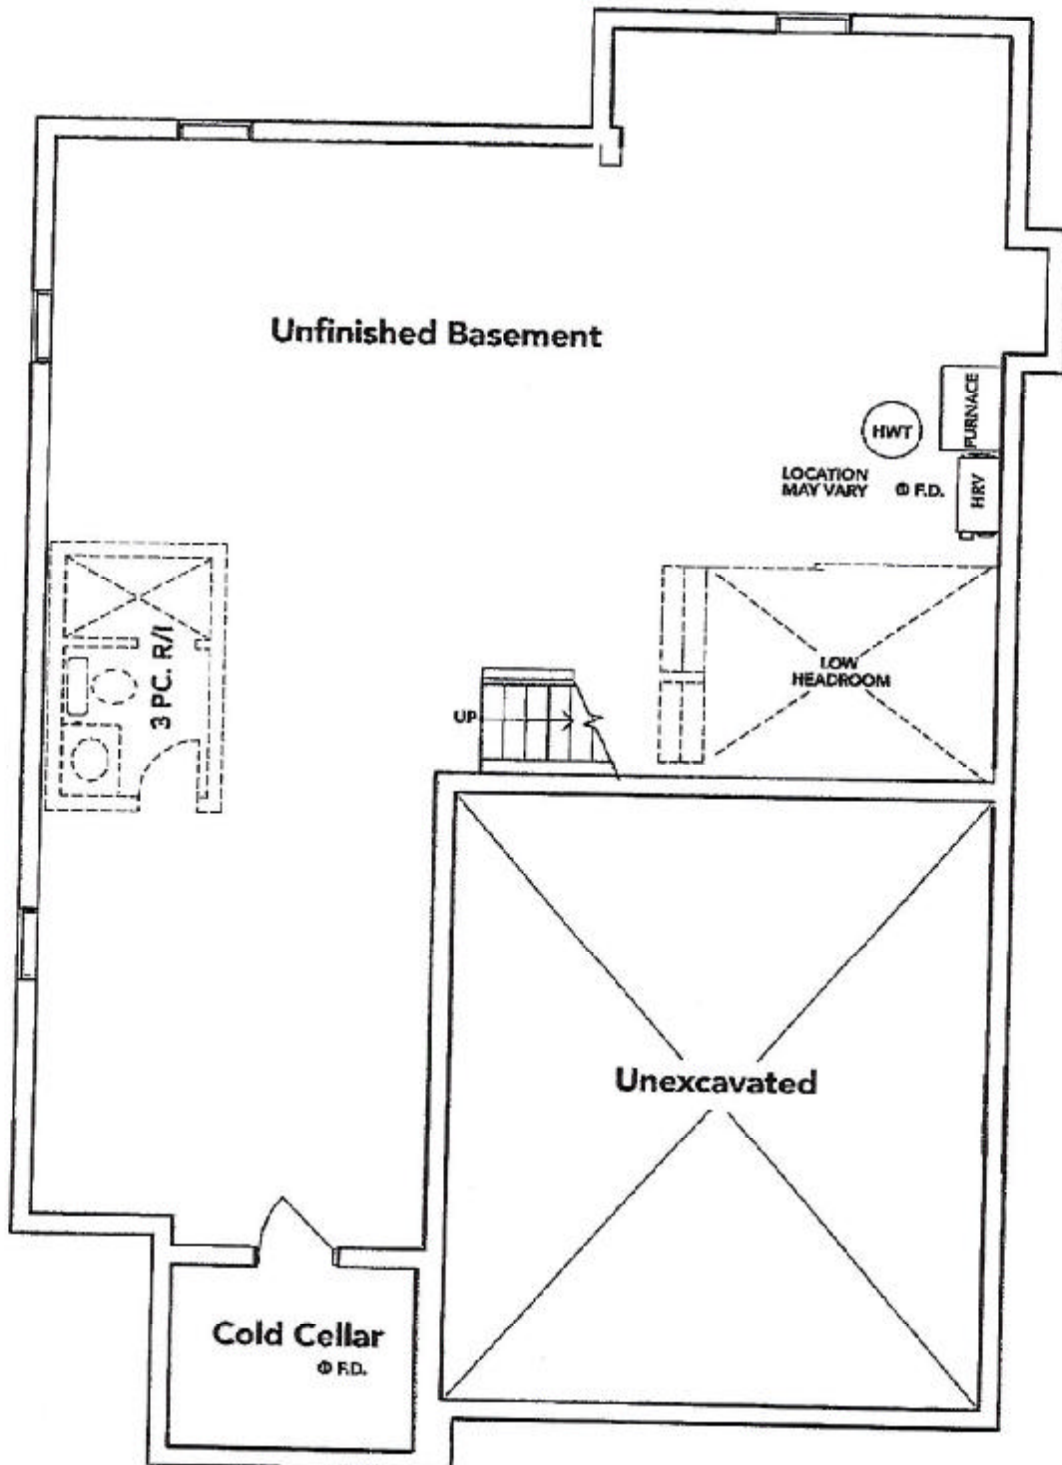 Unfinished Basement
FURNACE
HWT
LOCATION
MAY VARY
⌽ F.D.
HRV
3 PC. R/I
LOW
HEADROOM
UP
Unexcavated
Cold Cellar
⌽ F.D.